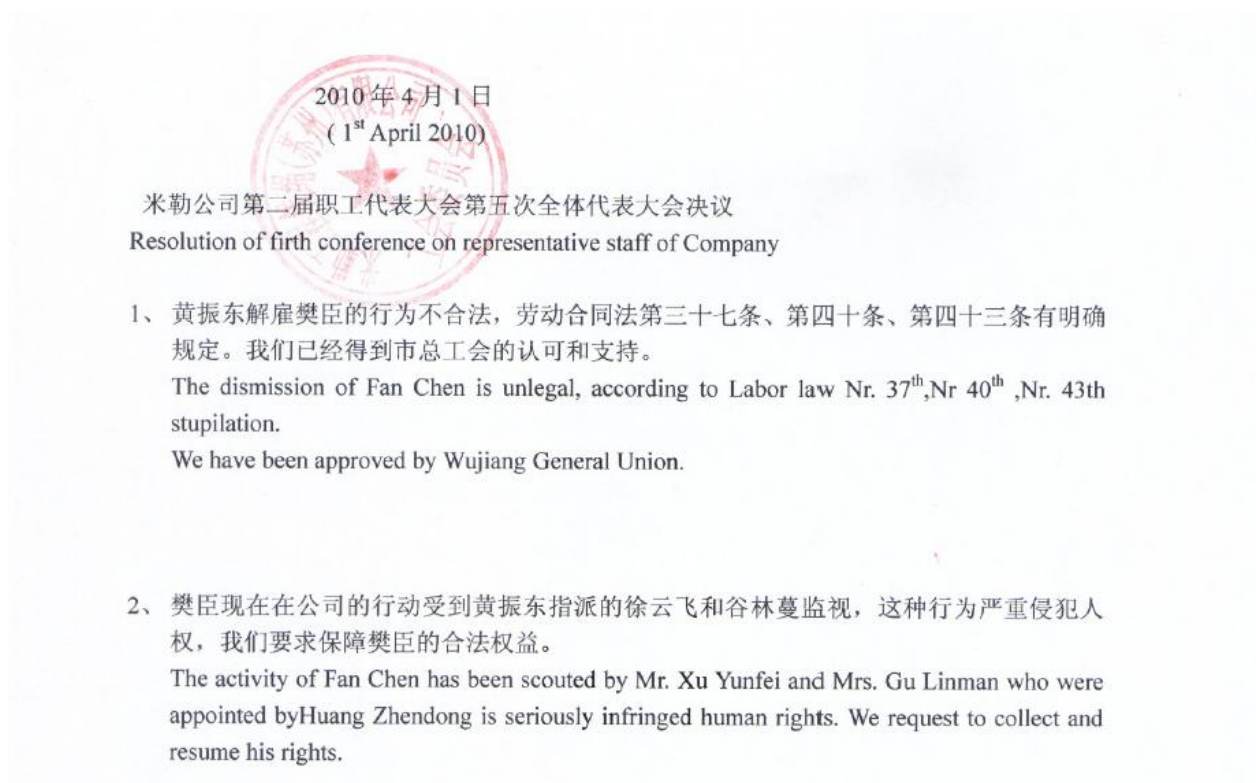 2010 年 4 月 1 日
( 1st April 2010)
米勒公司第二届职工代表大会第五次全体代表大会决议
Resolution of firth conference on representative staff of Company
1、 黄振东解雇樊臣的行为不合法，劳动合同法第三十七条、第四十条、第四十三条有明确
规定。我们已经得到市总工会的认可和支持。
The dismission of Fan Chen is unlegal, according to Labor law Nr. 37th,Nr 40th ,Nr. 43th
stupilation.
We have been approved by Wujiang General Union.
2、 樊臣现在在公司的行动受到黄振东指派的徐云飞和谷林蔓监视，这种行为严重侵犯人
权，我们要求保障樊臣的合法权益。
The activity of Fan Chen has been scouted by Mr. Xu Yunfei and Mrs. Gu Linman who were
appointed byHuang Zhendong is seriously infringed human rights. We request to collect and
resume his rights.